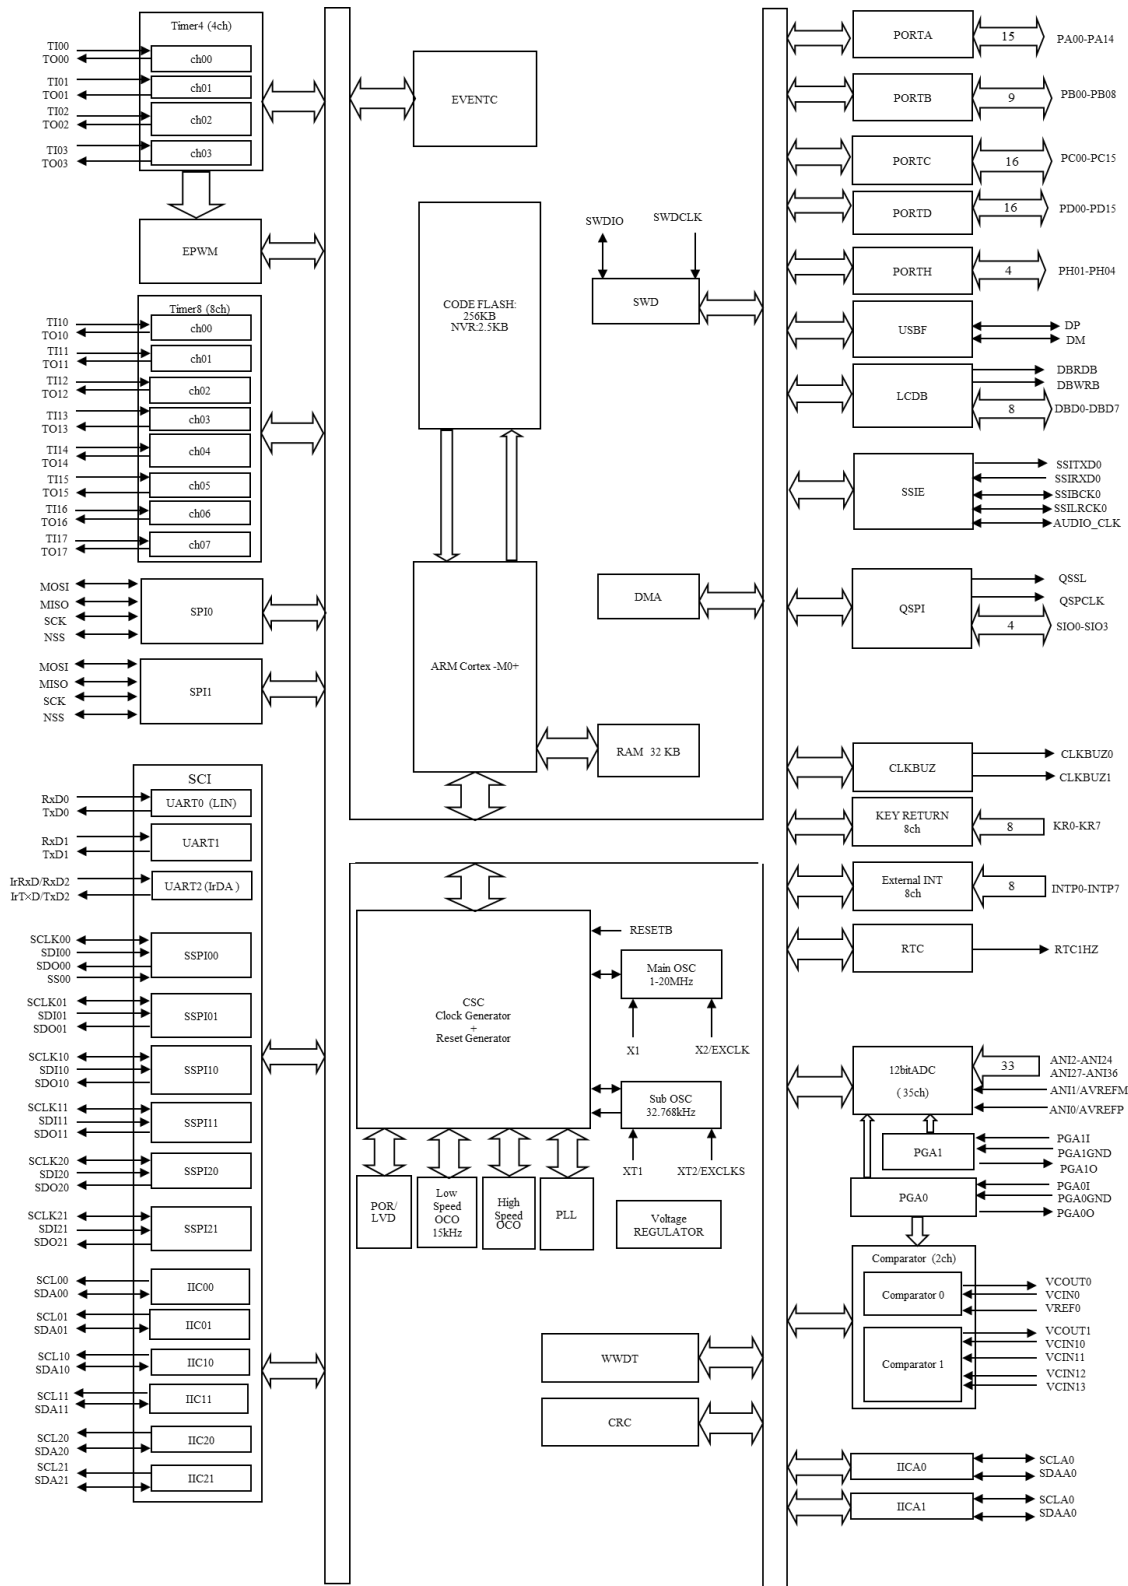 Timer4 (4ch)
TI00
TO00
ch00
TI01
TO01
ch01
TI02
TO02
ch02
TI03
TO03
ch03
EPWM
Timer8 (8ch)
TI10
TO10
ch00
TI11
TO11
ch01
TI12
TO12
ch02
TI13
TO13
ch03
TI14
TO14
ch04
TI15
TO15
ch05
TI16
TO16
ch06
TI17
TO17
ch07
MOSI
MISO
SCK
NSS
SPI0
MOSI
MISO
SCK
NSS
SPI1
SCI
RxD0
TxD0
UART0 (LIN)
RxD1
TxD1
UART1
IrRxD/RxD2
IrT×D/TxD2
UART2 (IrDA )
SCLK00
SDI00
SDO00
SS00
SSPI00
SCLK01
SDI01
SDO01
SSPI01
SCLK10
SDI10
SDO10
SSPI10
SCLK11
SDI11
SDO11
SSPI11
SCLK20
SDI20
SDO20
SSPI20
SCLK21
SDI21
SDO21
SSPI21
SCL00
SDA00
IIC00
SCL01
SDA01
IIC01
SCL10
SDA10
IIC10
SCL11
SDA11
IIC11
SCL20
SDA20
IIC20
SCL21
SDA21
IIC21
EVENTC
CODE FLASH:
256KB
NVR:2.5KB
SWDIO
SWDCLK
SWD
DMA
ARM Cortex -M0+
RAM 32 KB
CSC
Clock Generator
+
Reset Generator
RESETB
Main OSC
1-20MHz
X1
X2/EXCLK
Sub OSC
32.768kHz
XT1
XT2/EXCLKS
POR/
LVD
Low
Speed
OCO
15kHz
High
Speed
OCO
PLL
Voltage
REGULATOR
WWDT
CRC
PORTA
15
PA00-PA14
PORTB
9
PB00-PB08
PORTC
16
PC00-PC15
PORTD
16
PD00-PD15
PORTH
4
PH01-PH04
USBF
DP
DM
LCDB
DBRDB
DBWRB
8
DBD0-DBD7
SSIE
SSITXD0
SSIRXD0
SSIBCK0
SSILRCK0
AUDIO_CLK
QSPI
QSSL
QSPCLK
4
SIO0-SIO3
CLKBUZ
CLKBUZ0
CLKBUZ1
KEY RETURN
8ch
8
KR0-KR7
External INT
8ch
8
INTP0-INTP7
RTC
RTC1HZ
12bitADC
( 35ch)
33
ANI2-ANI24
ANI27-ANI36
ANI1/AVREFM
ANI0/AVREFP
PGA1
PGA1I
PGA1GND
PGA1O
PGA0
PGA0I
PGA0GND
PGA0O
Comparator (2ch)
Comparator 0
VCOUT0
VCIN0
VREF0
Comparator 1
VCOUT1
VCIN10
VCIN11
VCIN12
VCIN13
IICA0
SCLA0
SDAA0
IICA1
SCLA0
SDAA0